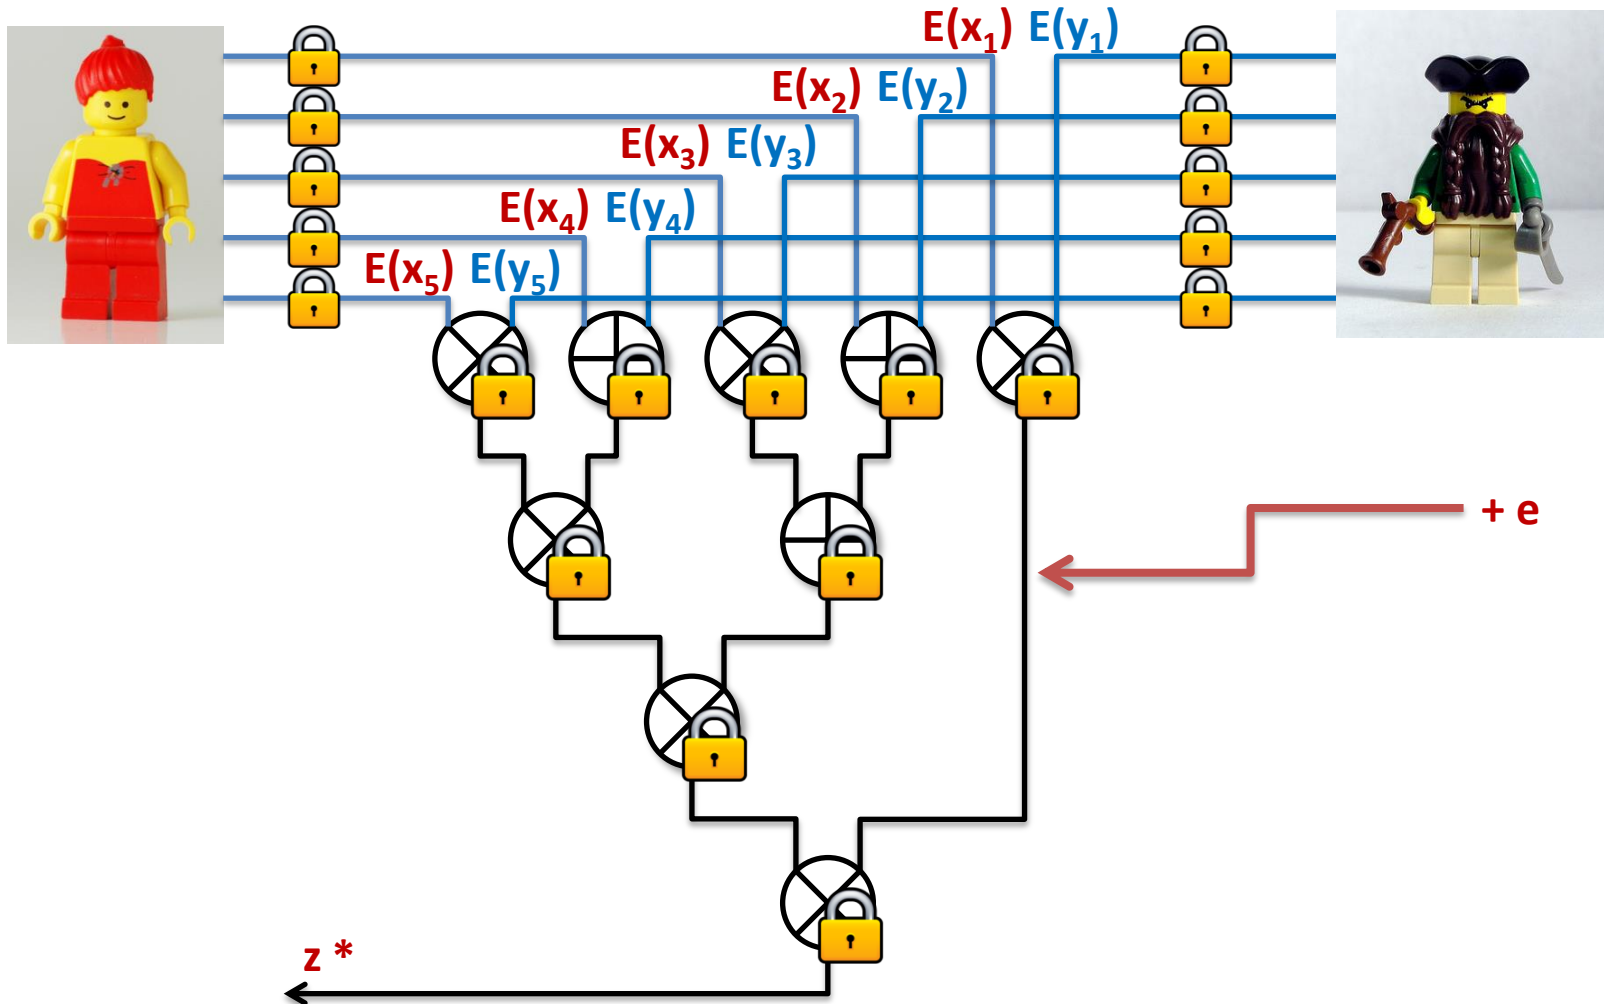 E(x₁) E(y₁)
E(x₂) E(y₂)
E(x₃) E(y₃)
E(x₄) E(y₄)
E(x₅) E(y₅)
+ e
z *